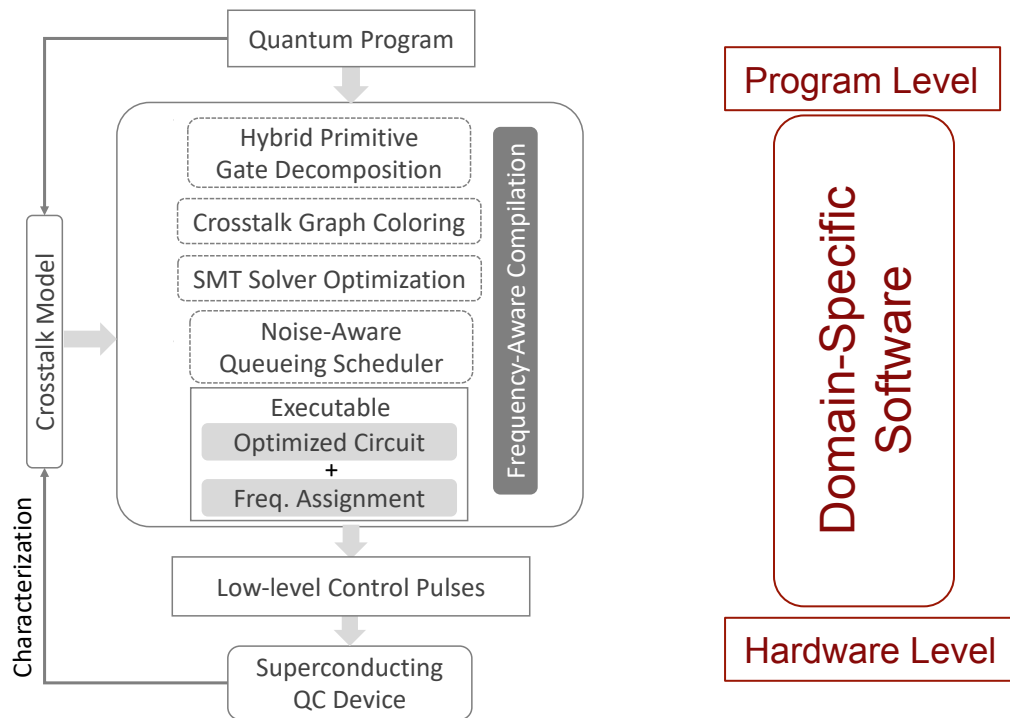 Quantum Program
Hybrid Primitive
Gate Decomposition
Crosstalk Graph Coloring
SMT Solver Optimization
Noise-Aware
Queueing Scheduler
Executable
Optimized Circuit
+
Freq. Assignment
Frequency-Aware Compilation
Crosstalk Model
Characterization
Low-level Control Pulses
Superconducting
QC Device
Program Level
Domain-Specific
Software
Hardware Level